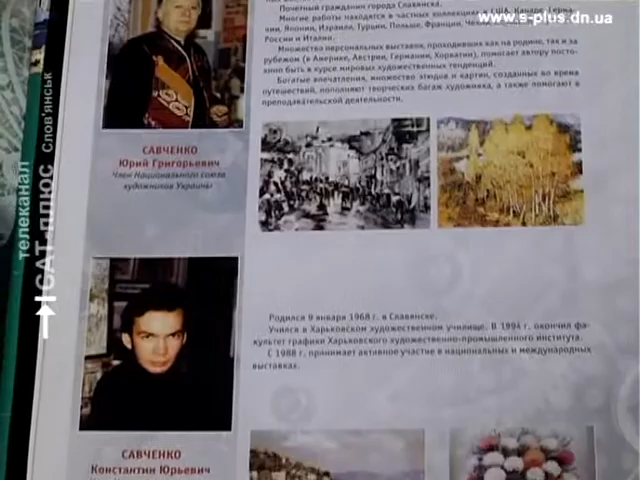 www.s-plus.dn.ua
Почетный гражданин города Славянска.
Многие работы находятся в частных коллекциях в США, Канаде, Герма-
нии, Японии, Израиле, Турции, Польше, Франции,
России и Италии.
Множество персональных выставок, проходивших как на родине, так и за
рубежом (в Америке, Австрии, Германии, Хорватии), помогает автору посто-
янно быть в курсе мировых художественных тенденций.
Богатые впечатления, множество этюдов и картин, созданных во время
путешествий, пополняют творческих багаж художника, а также помогают в
преподавательской деятельности.
САВЧЕНКО
Юрий Григорьевич
Член Национального союза
художников Украины
Родился 9 января 1968 г. в Славянске.
Учился в Харьковском художественном училище. В 1994 г. окончил фа-
культет графики Харьковского художественно-промышленного института.
С 1988 г. принимает активное участие в национальных и международных
выставках.
САВЧЕНКО
Константин Юрьевич
телеканал
САТ-ПЛЮС
Слов'янськ